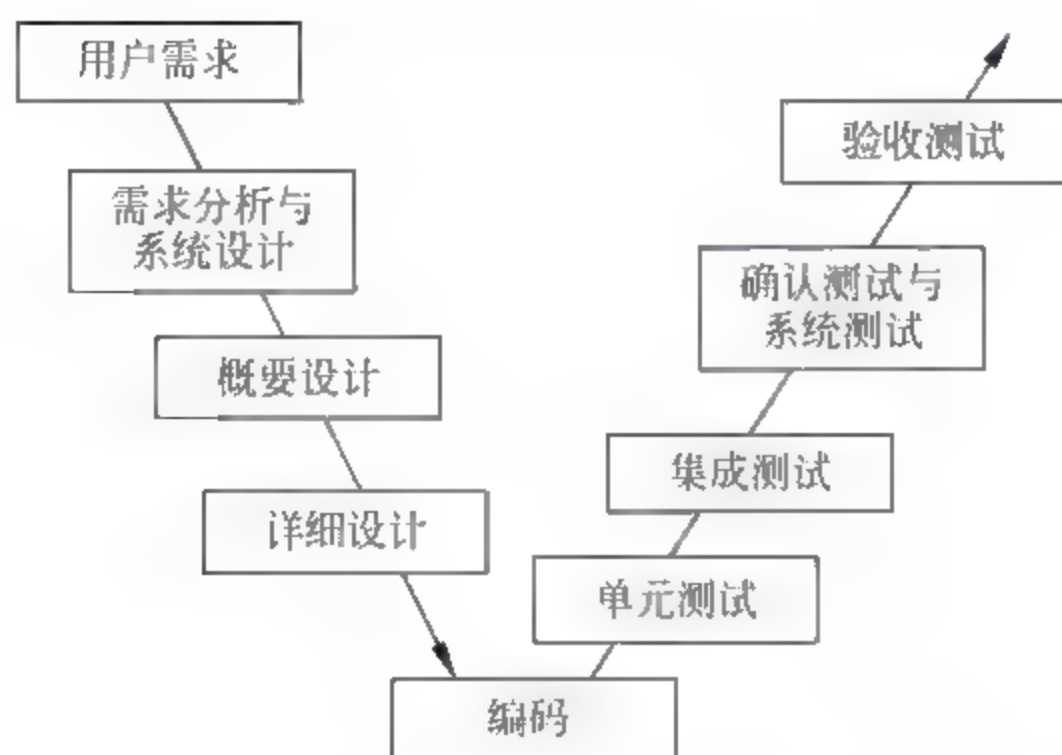 用户需求
需求分析与
系统设计
概要设计
详细设计
编码
单元测试
集成测试
确认测试与
系统测试
验收测试